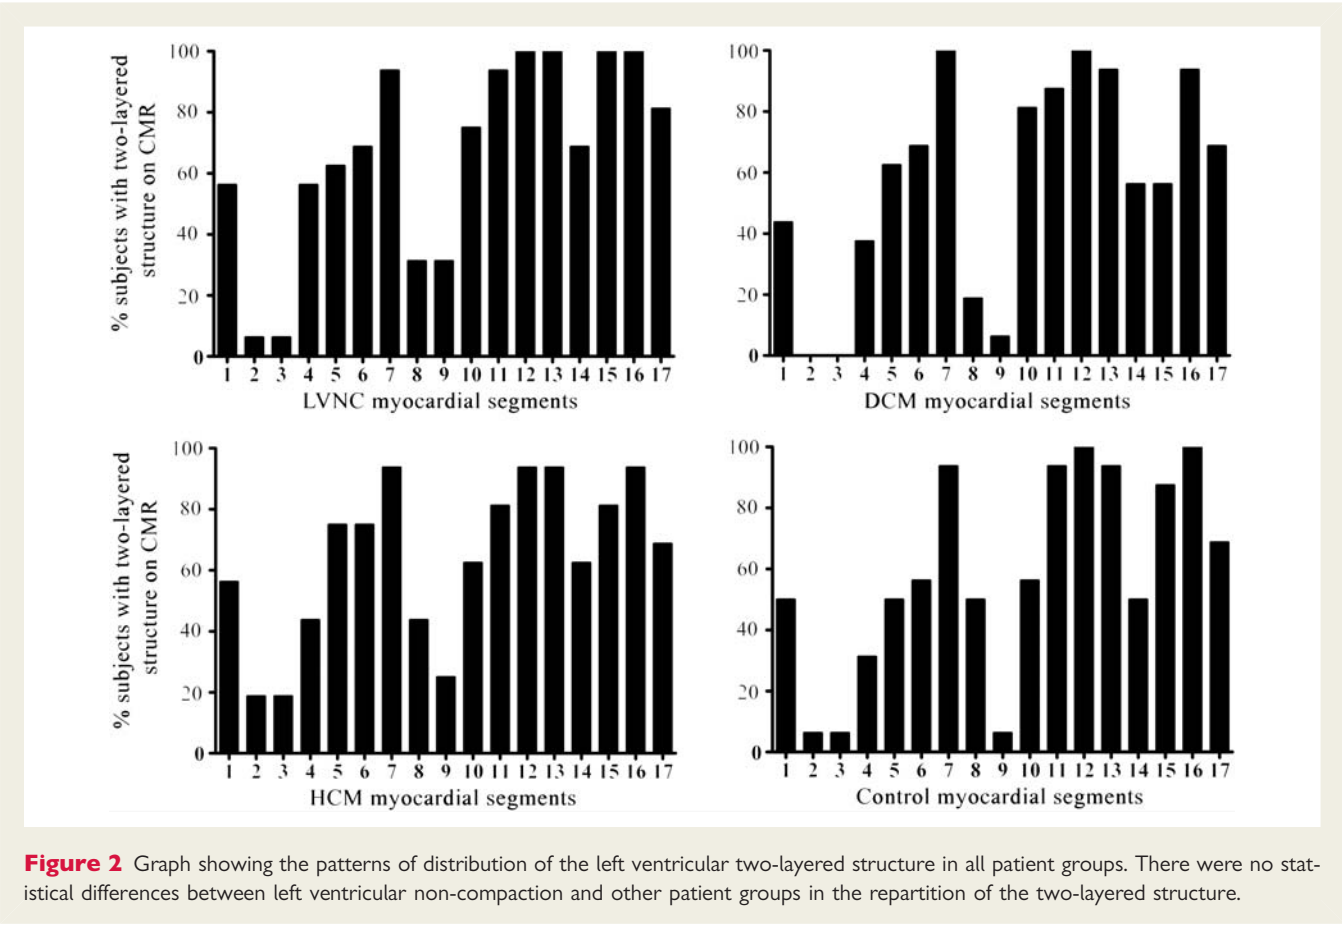 % subjects with two-layered
structure on CMR
100
80
60
40
20
0
1 2 3 4 5 6 7 8 9 10 11 12 13 14 15 16 17
LVNC myocardial segments
100
80
60
40
20
0
1 2 3 4 5 6 7 8 9 10 11 12 13 14 15 16 17
DCM myocardial segments
% subjects with two-layered
structure on CMR
100
80
60
40
20
0
1 2 3 4 5 6 7 8 9 10 11 12 13 14 15 16 17
HCM myocardial segments
100
80
60
40
20
0
1 2 3 4 5 6 7 8 9 10 11 12 13 14 15 16 17
Control myocardial segments
Figure 2 Graph showing the patterns of distribution of the left ventricular two-layered structure in all patient groups. There were no stat-
istical differences between left ventricular non-compaction and other patient groups in the repartition of the two-layered structure.